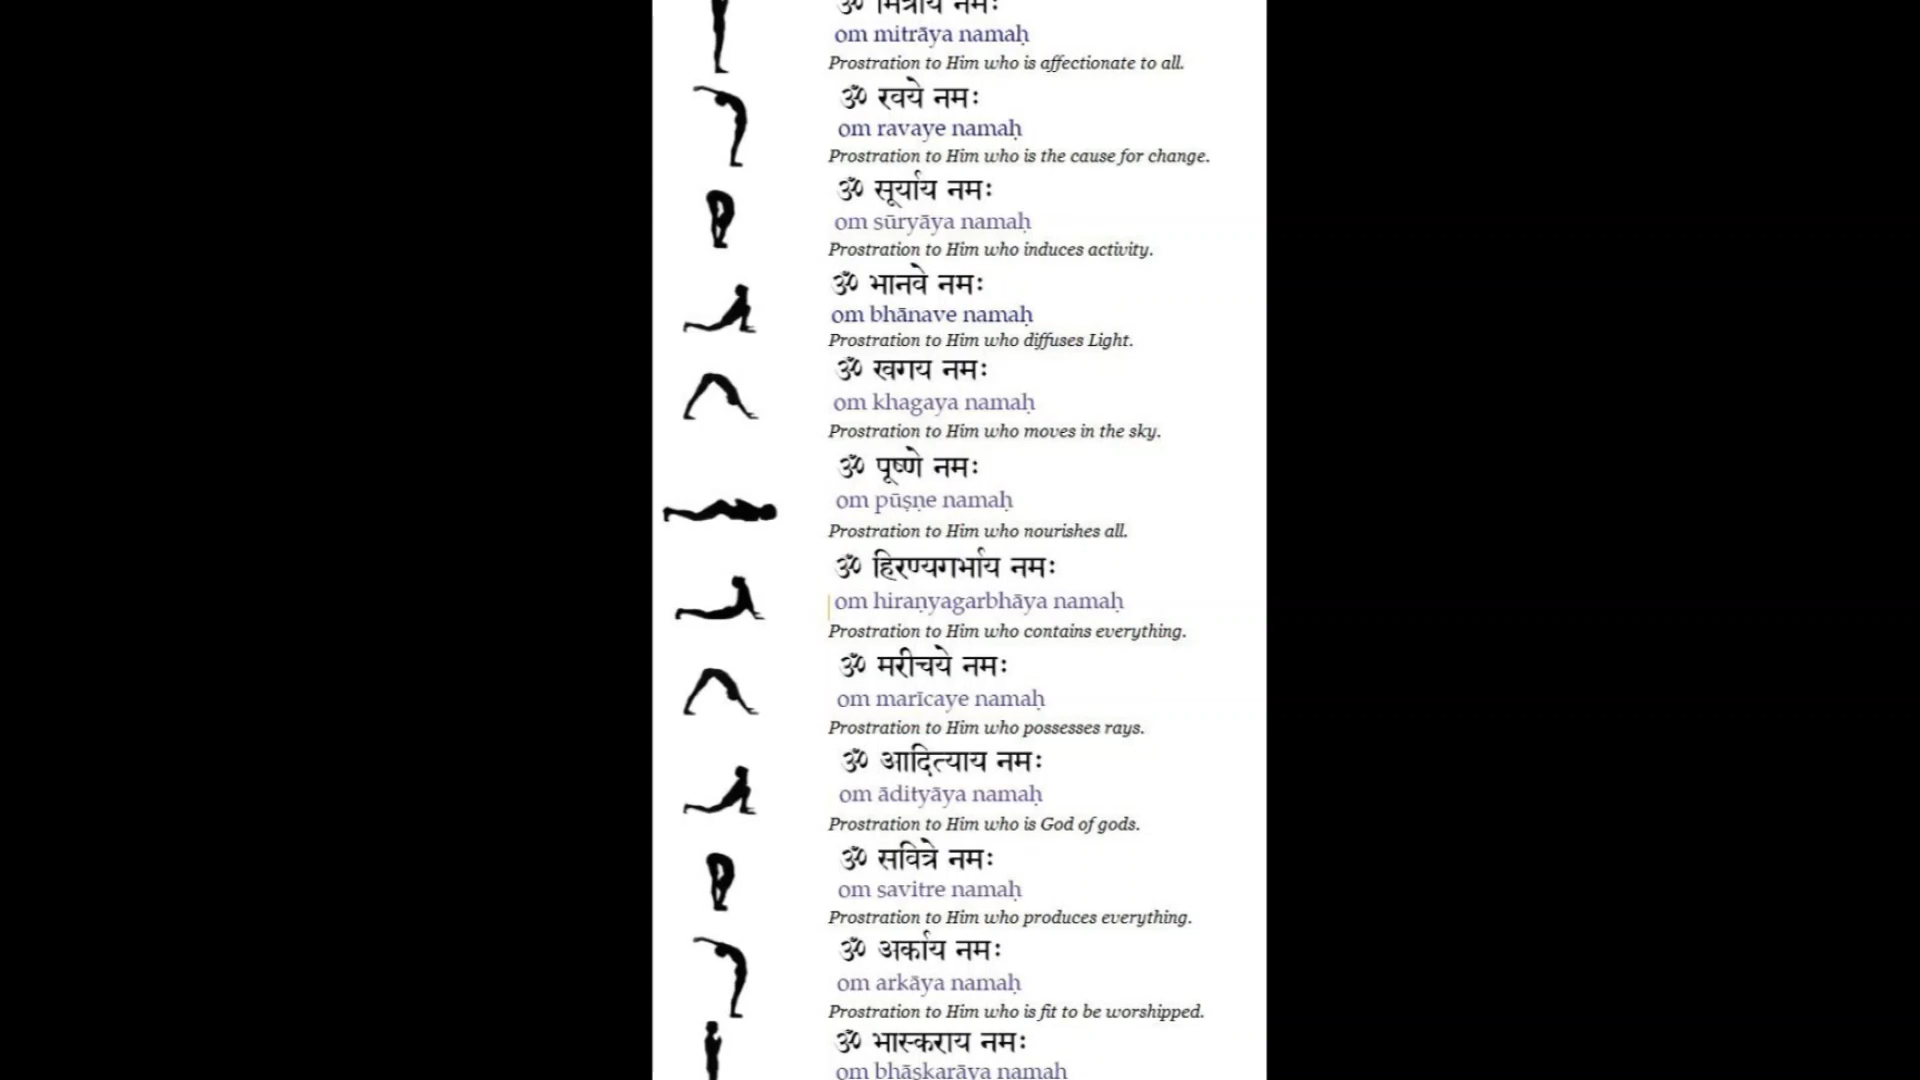 ॐ मित्राय नमः
om mitrāya namaḥ
Prostration to Him who is affectionate to all.
ॐ रवये नमः
om ravaye namaḥ
Prostration to Him who is the cause for change.
ॐ सूर्याय नमः
om sūryāya namaḥ
Prostration to Him who induces activity.
ॐ भानवे नमः
om bhānave namaḥ
Prostration to Him who diffuses Light.
ॐ खगय नमः
om khagaya namaḥ
Prostration to Him who moves in the sky.
ॐ पूष्णे नमः
om pūṣṇe namaḥ
Prostration to Him who nourishes all.
ॐ हिरण्यगर्भाय नमः
om hiraṇyagarbhāya namaḥ
Prostration to Him who contains everything.
ॐ मरीचये नमः
om marīcaye namaḥ
Prostration to Him who possesses rays.
ॐ आदित्याय नमः
om ādityāya namaḥ
Prostration to Him who is God of gods.
ॐ सवित्रे नमः
om savitre namaḥ
Prostration to Him who produces everything.
ॐ अर्काय नमः
om arkāya namaḥ
Prostration to Him who is fit to be worshipped.
ॐ भास्कराय नमः
om bhāskarāya namaḥ